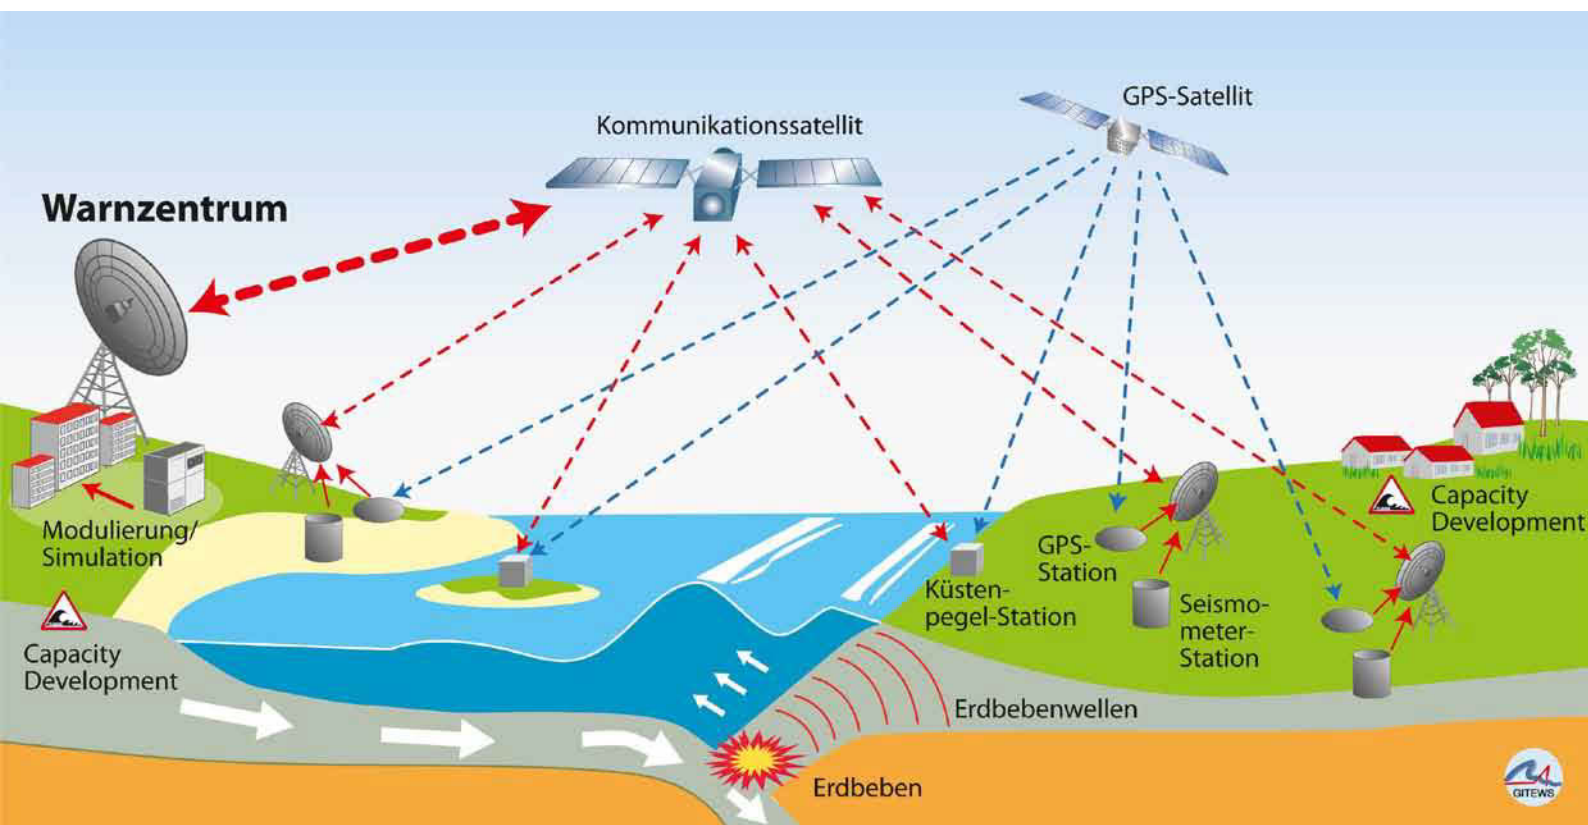 GPS-Satellit
Kommunikationssatellit
Warnzentrum
Modulierung/
Simulation
Capacity
Development
Capacity
Development
GPS-
Station
Küsten-
pegel-Station
Seismo-
meter-
Station
Erdbebenwellen
Erdbeben
GITEWS